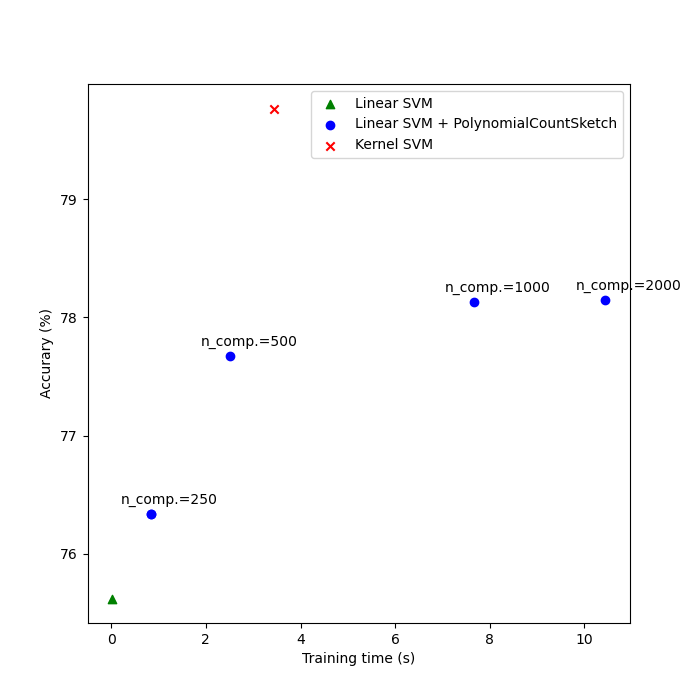 Linear SVM
Linear SVM + PolynomialCountSketch
Kernel SVM
79
n_comp.=1000
n_comp.=2000
78
n_comp.=500
Accurary (%)
77
n_comp.=250
76
0 2 4 6 8 10
Training time (s)